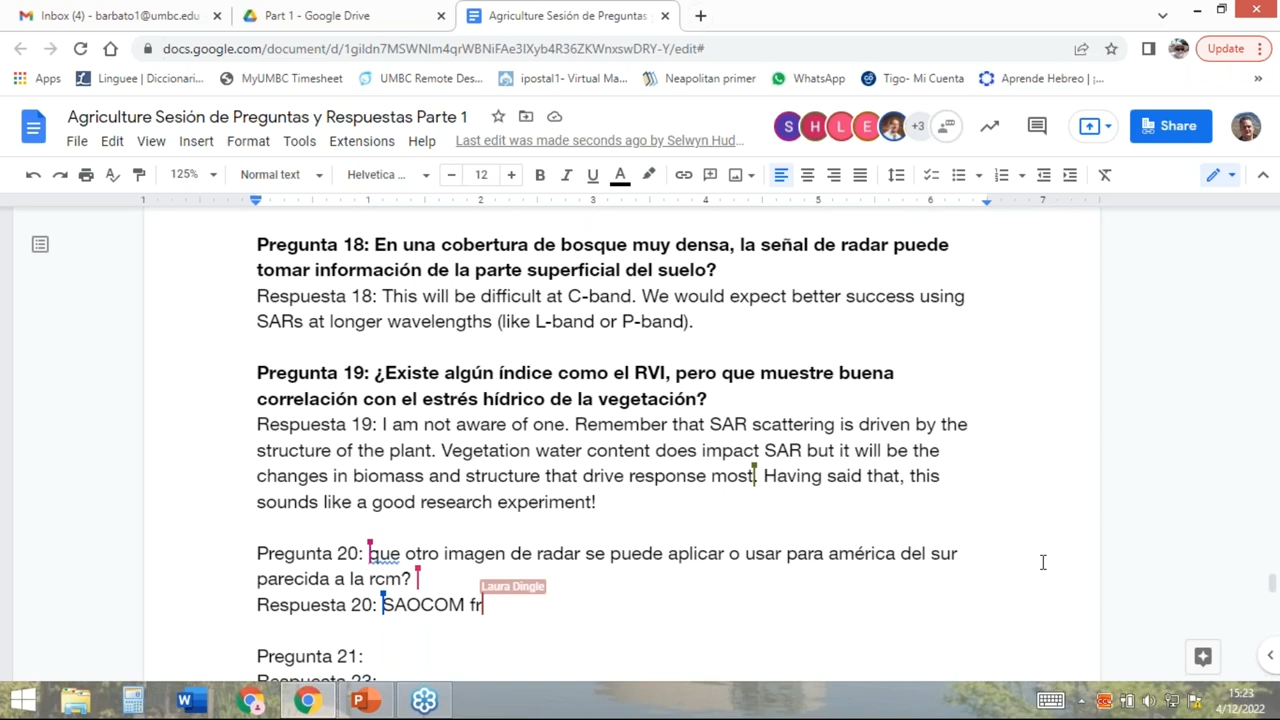 Inbox (4) - barbato1@umbc.edu
Part 1 - Google Drive
Agriculture Sesión de Preguntas
docs.google.com/document/d/1gildn7MSWNlm4qrWBNiFAe3lXyb4R36ZKWnxswDRY-Y/edit#
Update
Apps
Linguee | Diccionari...
MyUMBC Timesheet
UMBC Remote Des...
ipostal1- Virtual Ma...
Neapolitan primer
WhatsApp
Tigo- Mi Cuenta
Aprende Hebreo | ¡...
»
Agriculture Sesión de Preguntas y Respuestas Parte 1
S H L E +3
Share
File Edit View Insert Format Tools Extensions Help
Last edit was made seconds ago by Selwyn Hud...
125% Normal text Helvetica ... 12 B I U A
1 1 2 3 4 5 6 7
Pregunta 18: En una cobertura de bosque muy densa, la señal de radar puede
tomar información de la parte superficial del suelo?
Respuesta 18: This will be difficult at C-band. We would expect better success using
SARs at longer wavelengths (like L-band or P-band).
Pregunta 19: ¿Existe algún índice como el RVI, pero que muestre buena
correlación con el estrés hídrico de la vegetación?
Respuesta 19: I am not aware of one. Remember that SAR scattering is driven by the
structure of the plant. Vegetation water content does impact SAR but it will be the
changes in biomass and structure that drive response most. Having said that, this
sounds like a good research experiment!
Pregunta 20: que otro imagen de radar se puede aplicar o usar para américa del sur
parecida a la rcm?
Laura Dingle
Respuesta 20: SAOCOM fr
Pregunta 21:
Respuesta 23:
15:23
4/12/2022